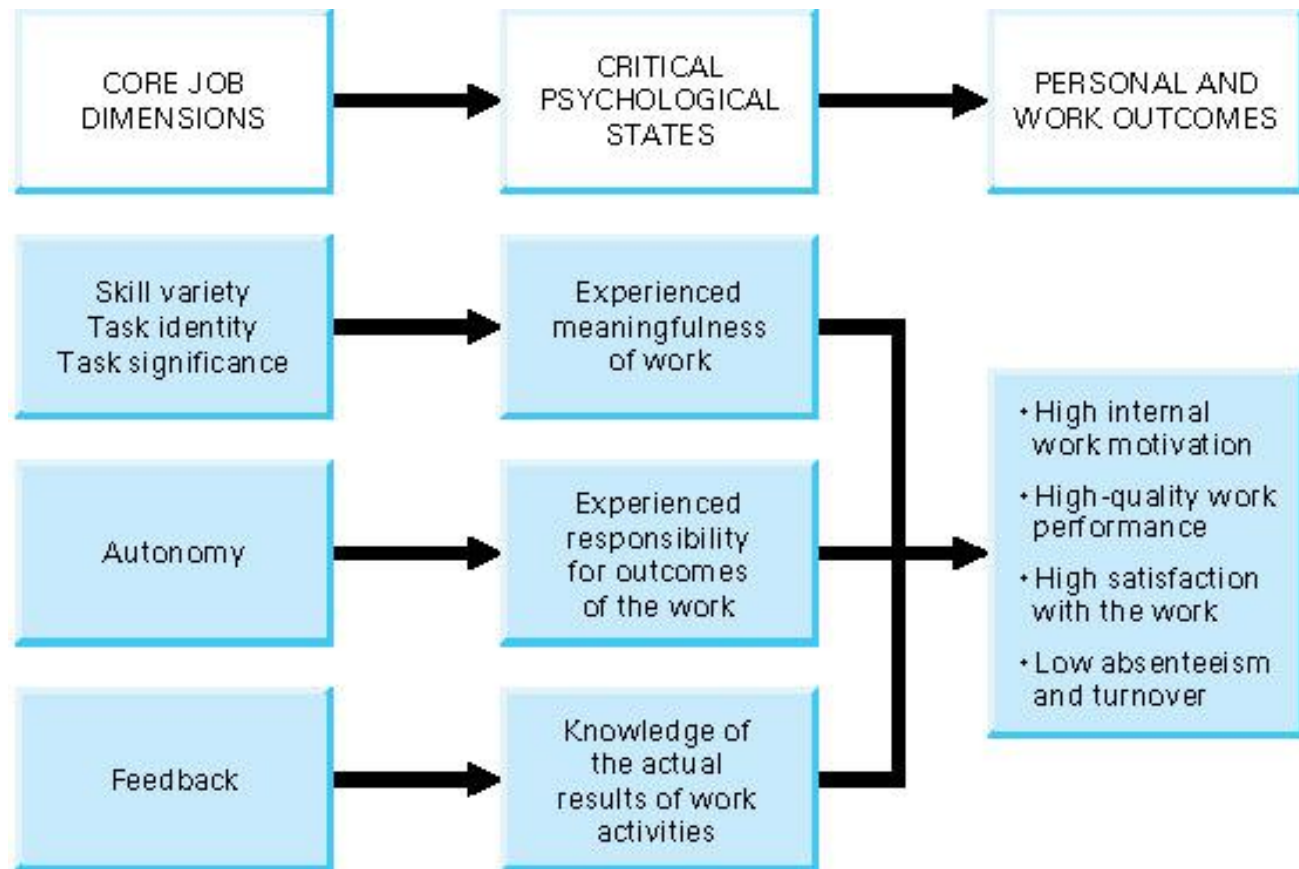 CORE JOB
DIMENSIONS
CRITICAL
PSYCHOLOGICAL
STATES
PERSONAL AND
WORK OUTCOMES
Skill variety
Task identity
Task significance
Experienced
meaningfulness
of work
Autonomy
Experienced
responsibility
for outcomes
of the work
Feedback
Knowledge of
the actual
results of work
activities
• High internal
work motivation
• High-quality work
performance
• High satisfaction
with the work
• Low absenteeism
and turnover